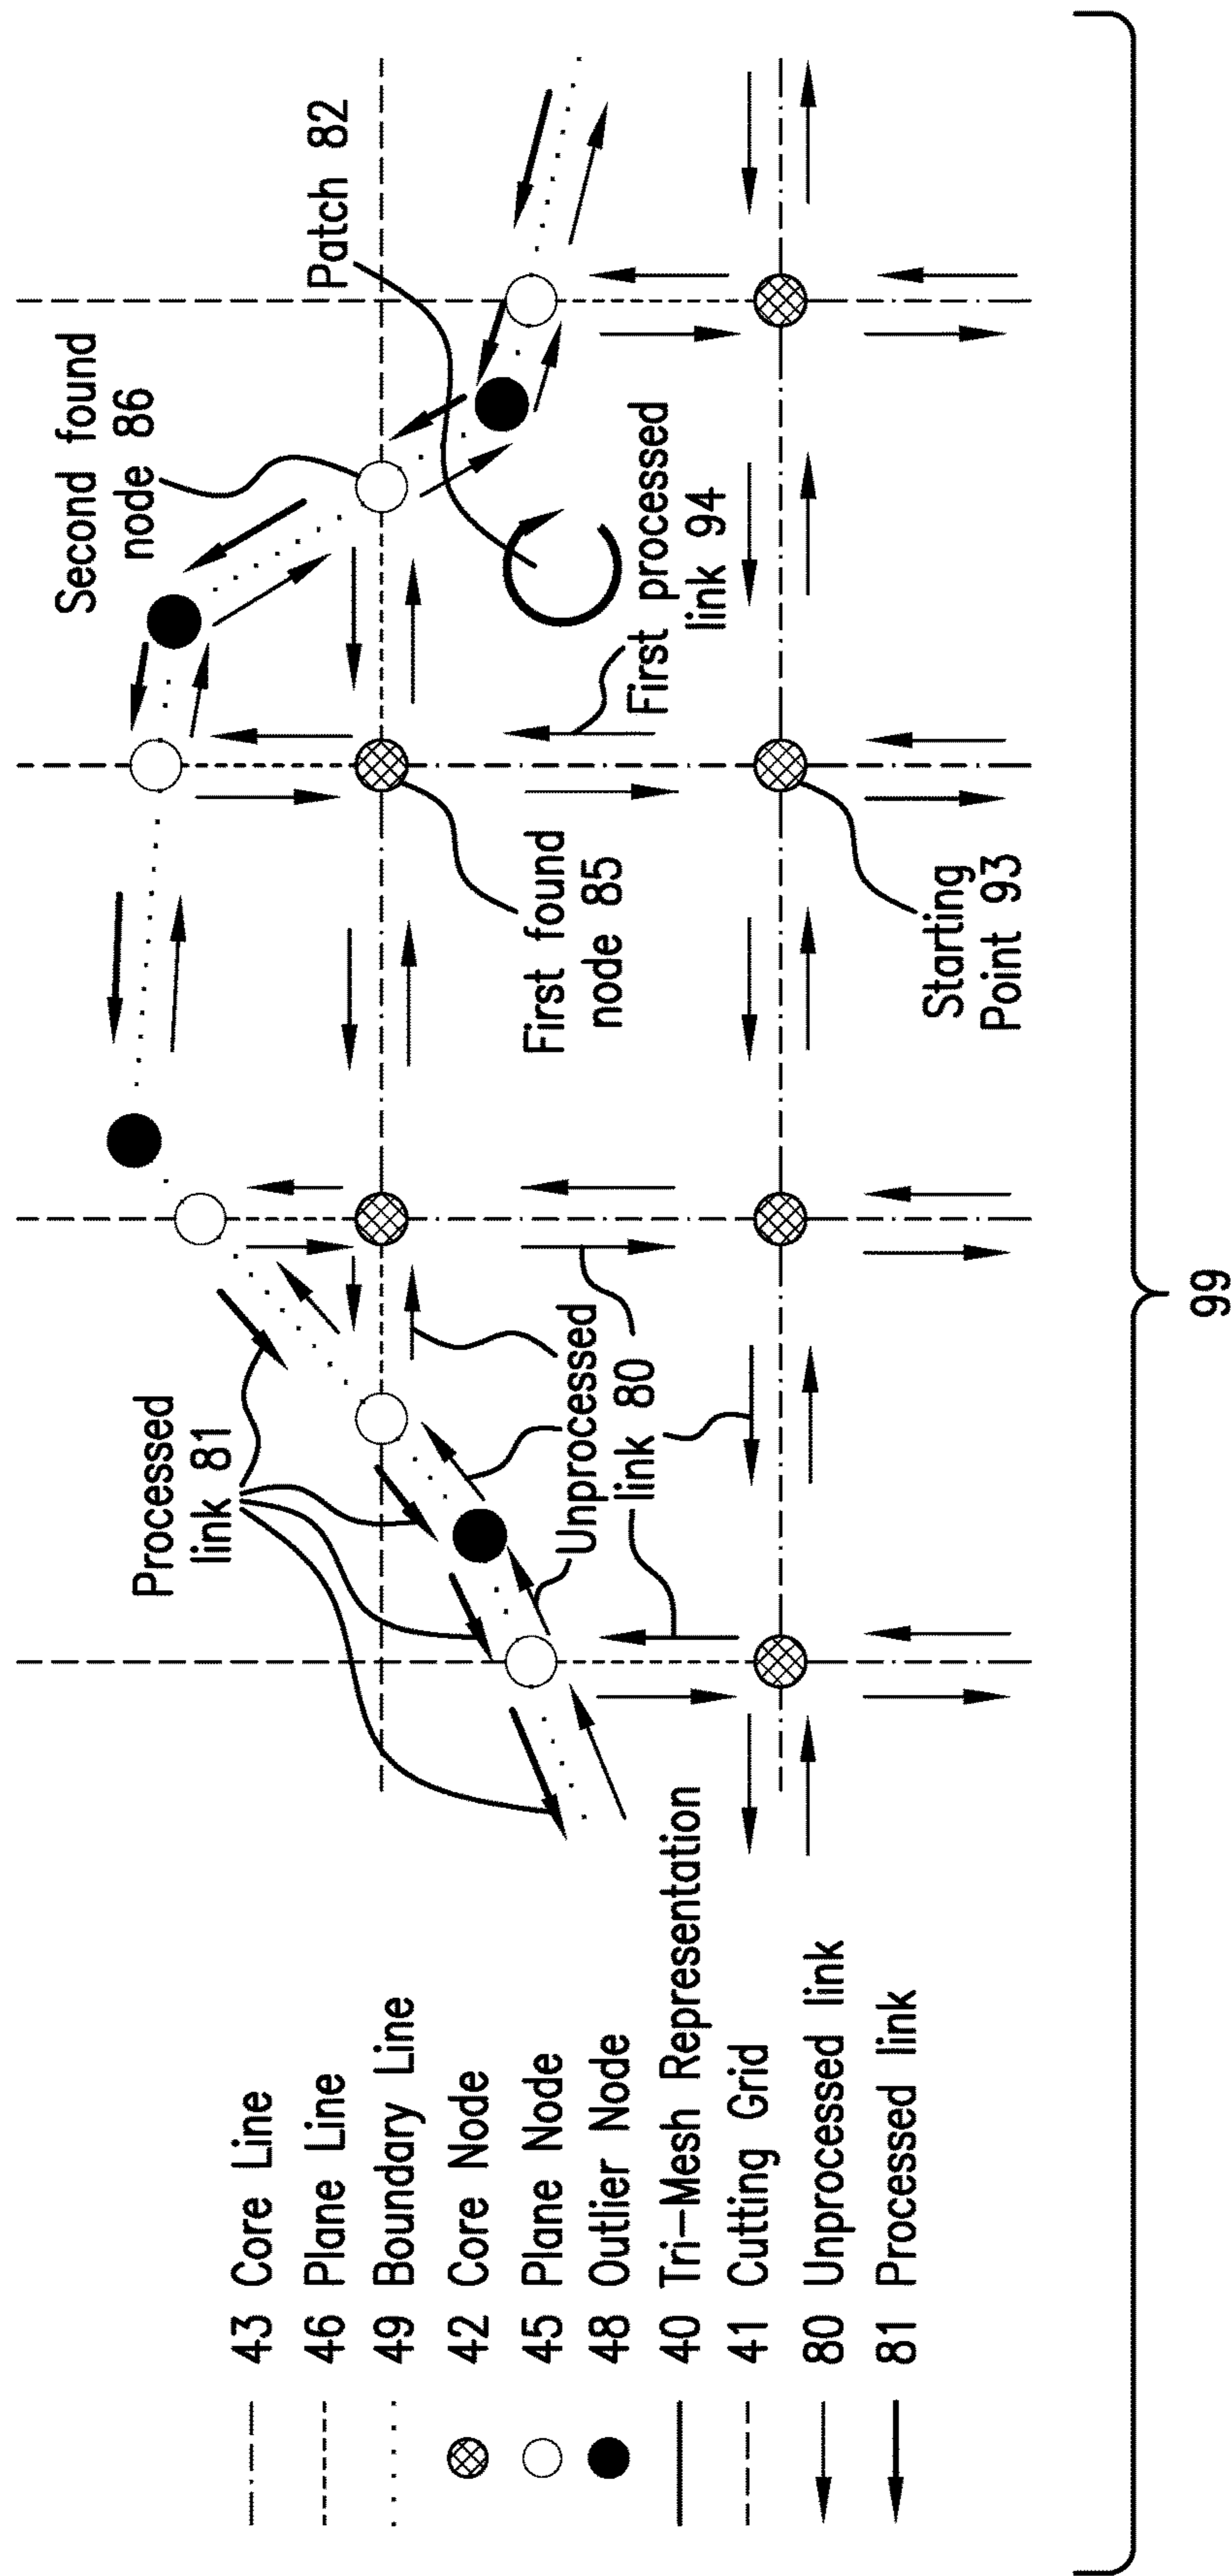 43 Core Line
46 Plane Line
49 Boundary Line
42 Core Node
45 Plane Node
48 Outlier Node
40 Tri-Mesh Representation
41 Cutting Grid
80 Unprocessed link
81 Processed link
Processed
link 81
Unprocessed
link 80
First found
node 85
Starting
Point 93
Second found
node 86
First processed
link 94
Patch 82
99